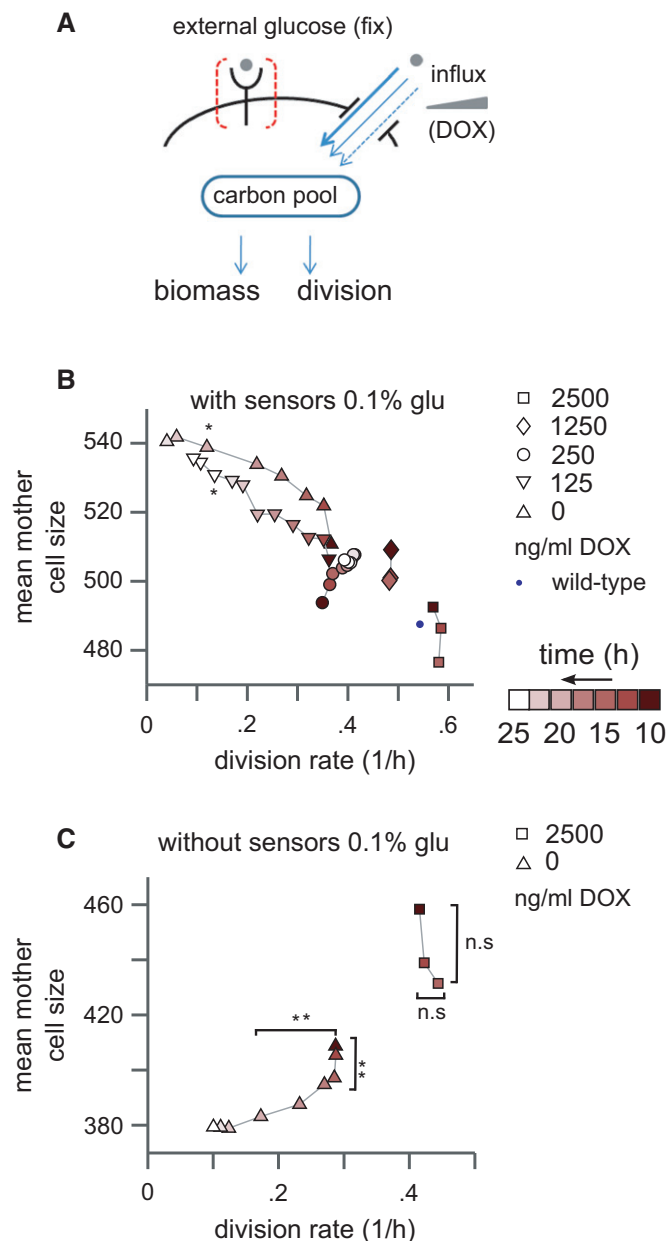 A
external glucose (fix)
influx
(DOX)
carbon pool
biomass division
B
with sensors 0.1% glu
mean mother
cell size
540
520
500
480
0 .2 .4 .6
division rate (1/h)
*
*
2500
1250
250
125
0
ng/ml DOX
wild-type
time (h)
25 20 15 10
C
without sensors 0.1% glu
mean mother
cell size
460
420
380
0 .2 .4
division rate (1/h)
n.s
n.s
**
**
2500
0
ng/ml DOX